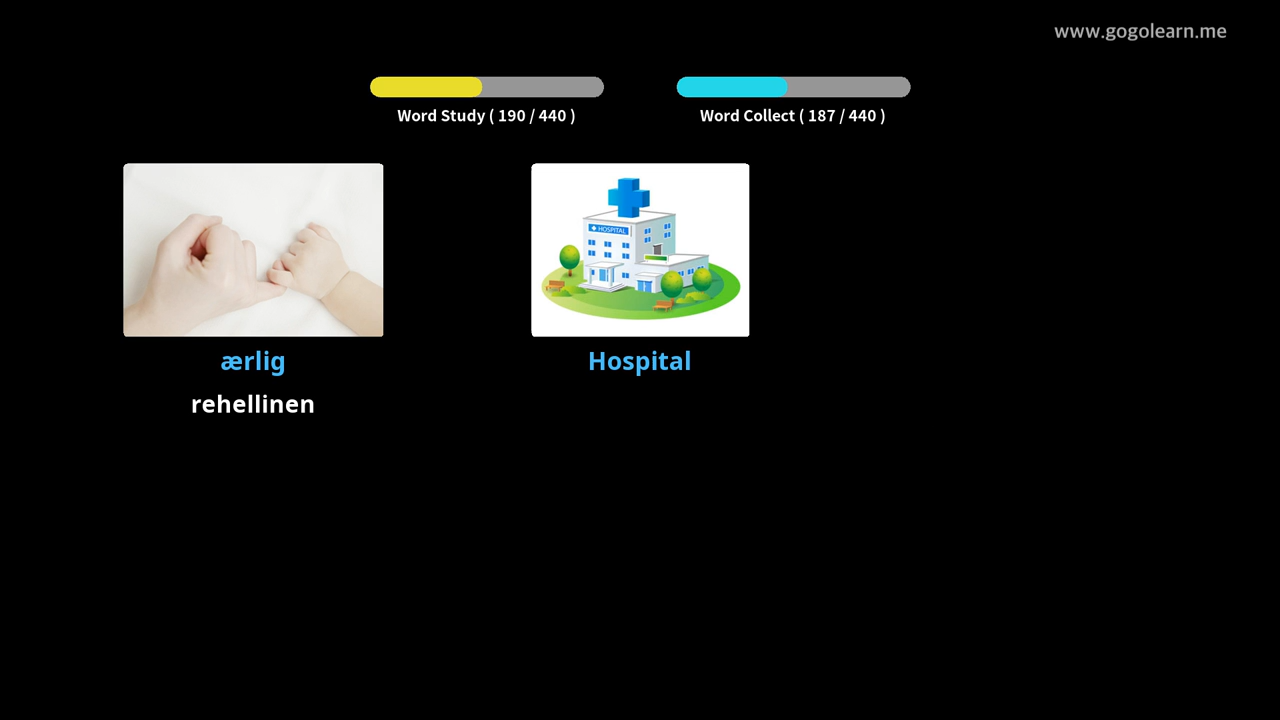 www.gogolearn.me
Word Study ( 190 / 440 )
Word Collect ( 187 / 440 )
HOSPITAL
ærlig
Hospital
rehellinen